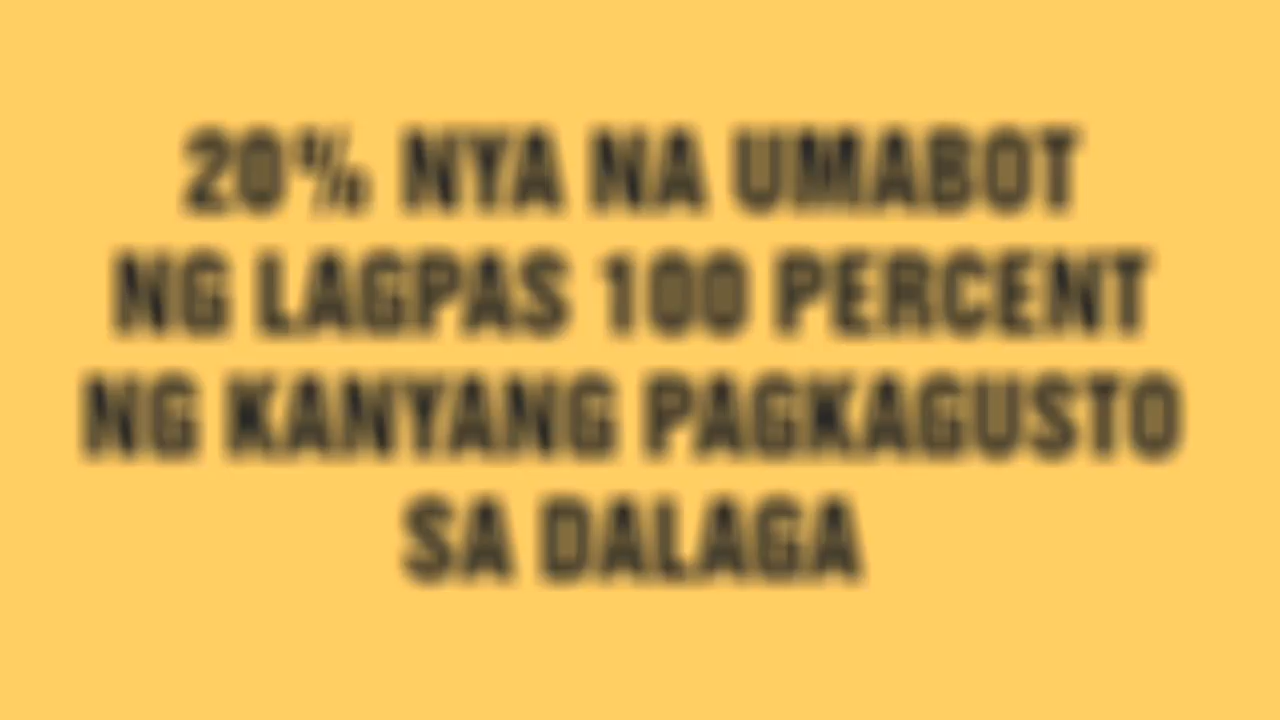 20% NYA NA UMABOT
NG LAGPAS 100 PERCENT
NG KANYANG PAGKAGUSTO
SA DALAGA